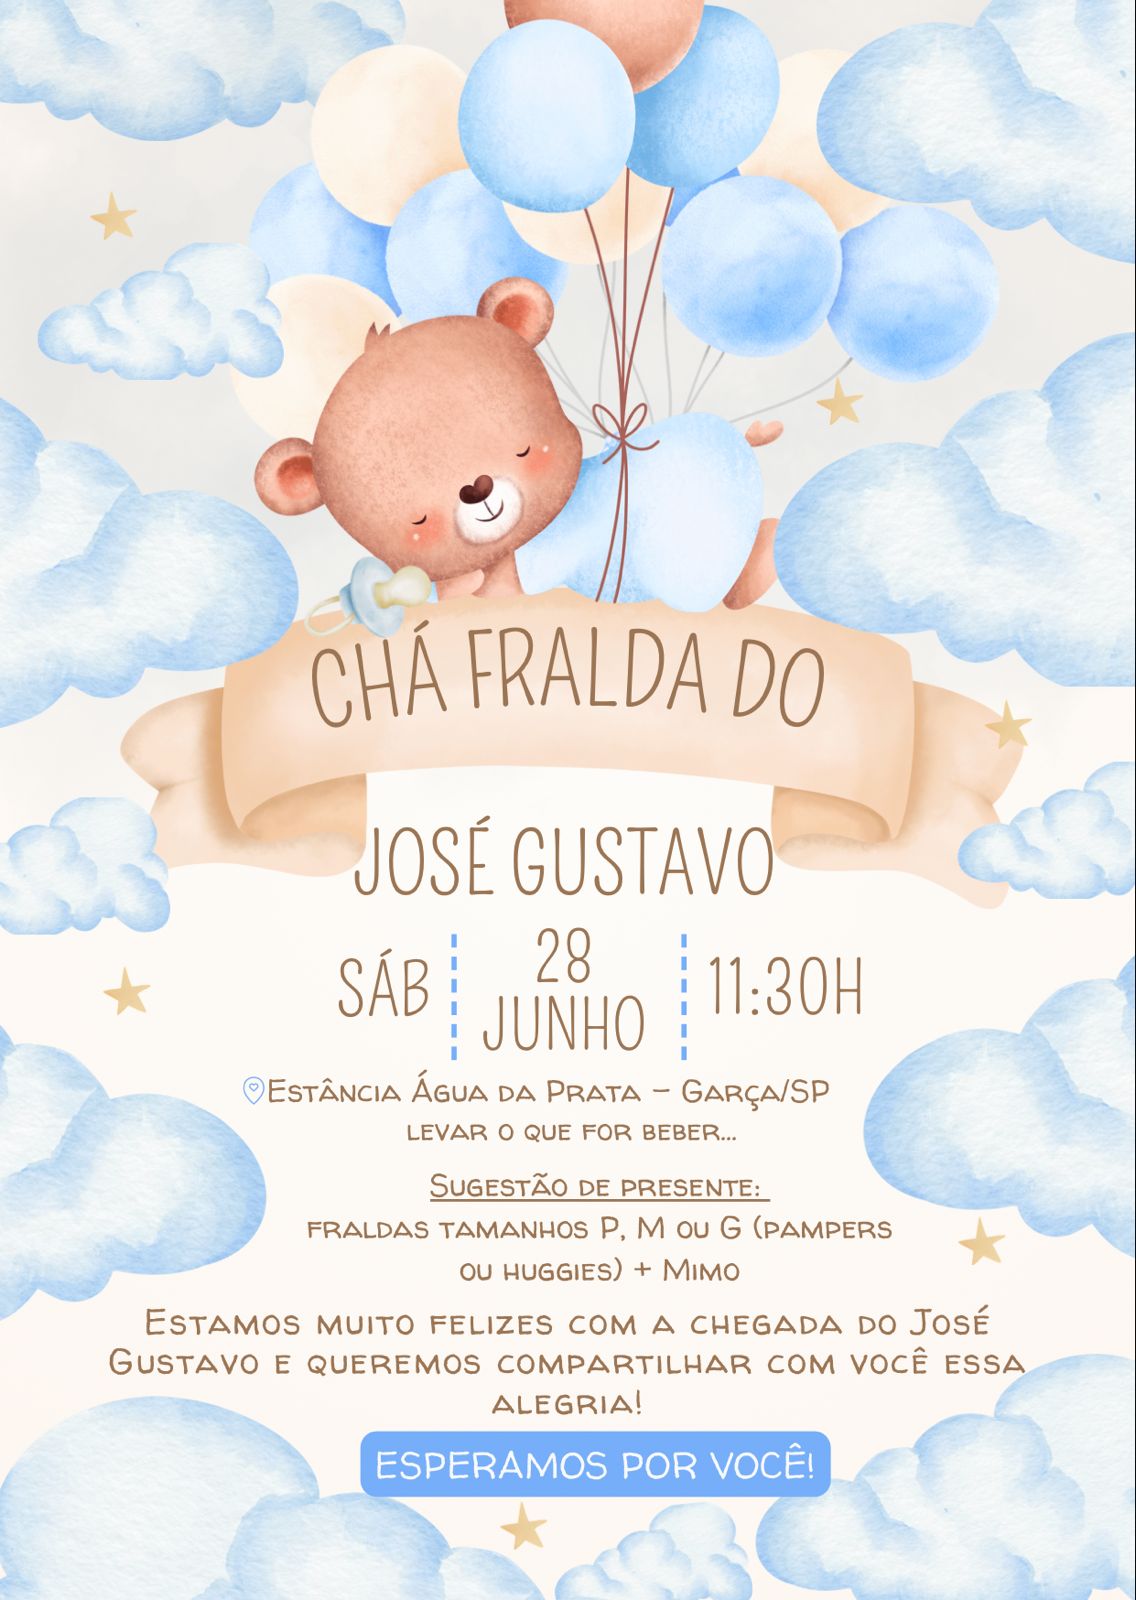 CHÁ FRALDA DO
JOSÉ GUSTAVO
SÁB
28
JUNHO
11:30H
Estância Água da Prata - Garça/SP
levar o que for beber...
Sugestão de presente:
fraldas tamanhos P, M ou G (pampers
ou huggies) + Mimo
Estamos muito felizes com a chegada do José
Gustavo e queremos compartilhar com você essa
alegria!
ESPERAMOS POR VOCÊ!